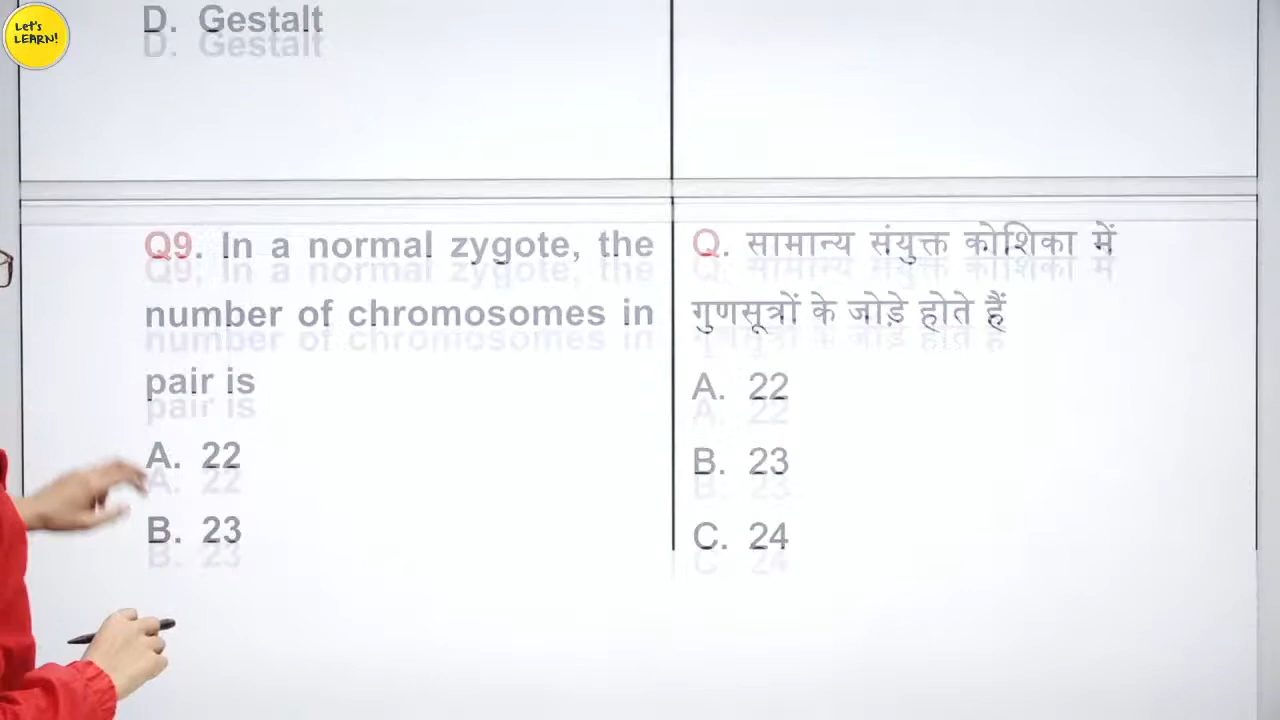 Let's
LEARN!
D. Gestalt
Q9. In a normal zygote, the
number of chromosomes in
pair is
A. 22
B. 23
Q. सामान्य संयुक्त कोशिका में
गुणसूत्रों के जोड़े होते हैं
A. 22
B. 23
C. 24